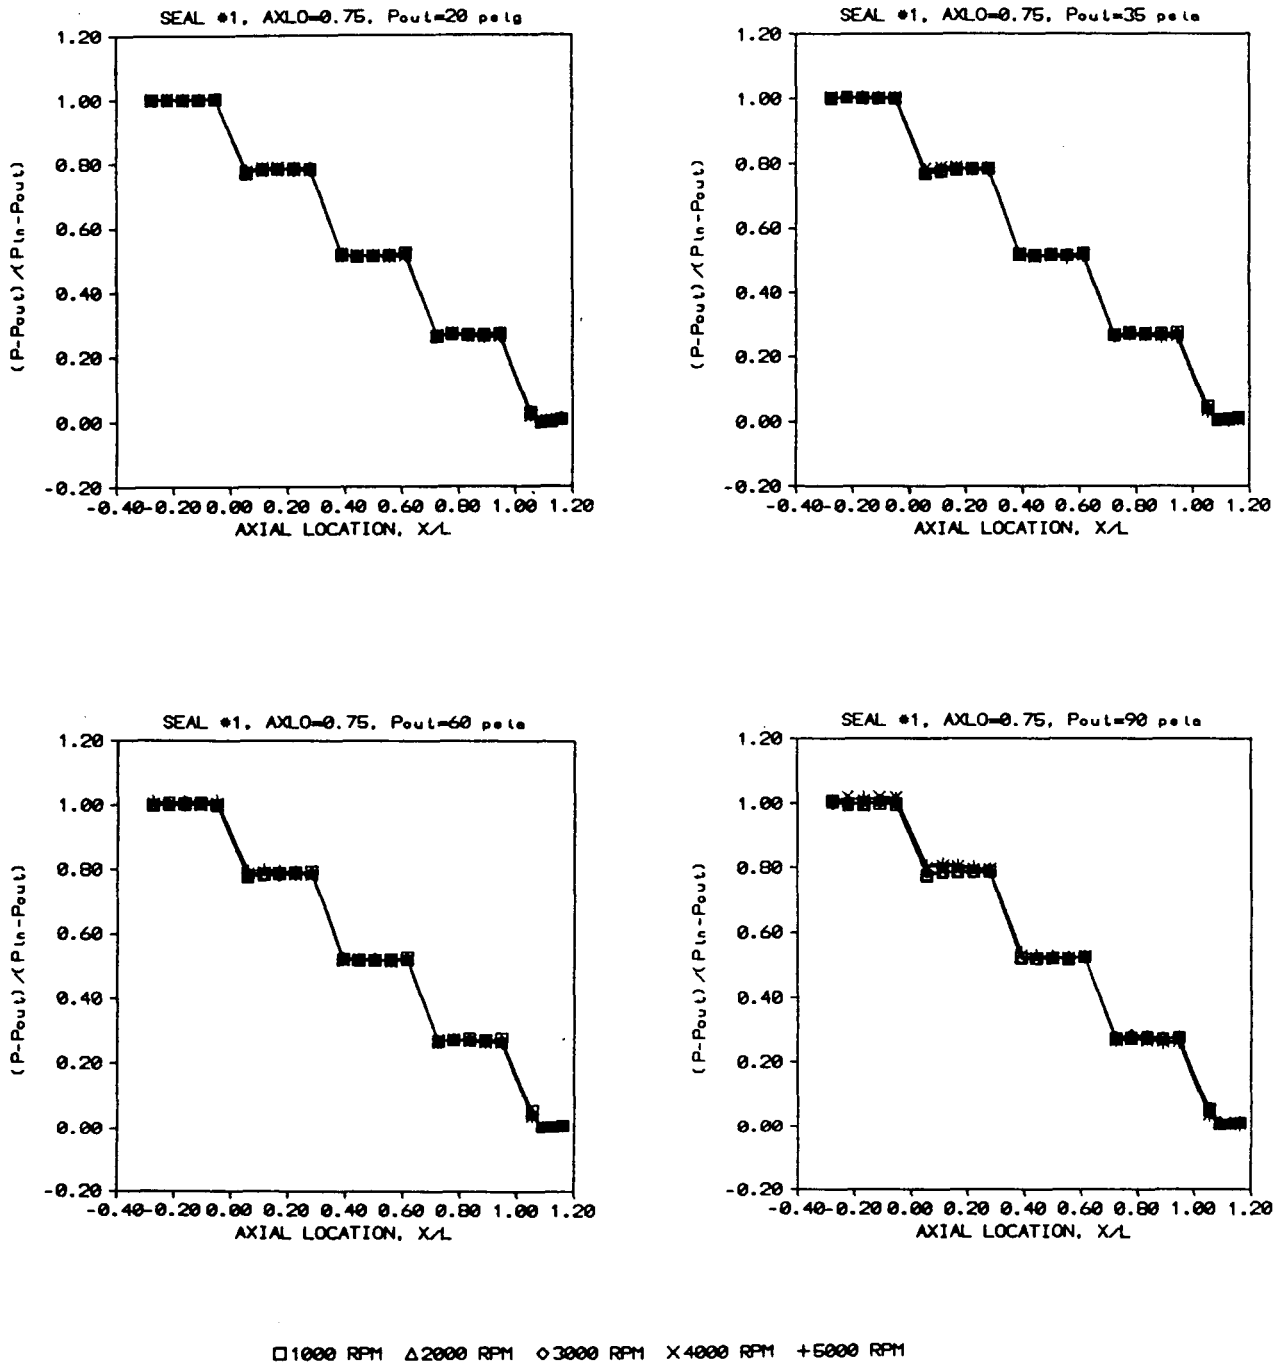 SEAL #1, AXLO=0.75, Pout=20 psig
1.20
1.00
0.80
0.60
0.40
0.20
0.00
-0.20
(P-Pout)/(Pin-Pout)
-0.40 -0.20 0.00 0.20 0.40 0.60 0.80 1.00 1.20
AXIAL LOCATION, X/L
SEAL #1, AXLO=0.75, Pout=35 psia
1.20
1.00
0.80
0.60
0.40
0.20
0.00
-0.20
(P-Pout)/(Pin-Pout)
-0.40 -0.20 0.00 0.20 0.40 0.60 0.80 1.00 1.20
AXIAL LOCATION, X/L
SEAL #1, AXLO=0.75, Pout=60 psia
1.20
1.00
0.80
0.60
0.40
0.20
0.00
-0.20
(P-Pout)/(Pin-Pout)
-0.40 -0.20 0.00 0.20 0.40 0.60 0.80 1.00 1.20
AXIAL LOCATION, X/L
SEAL #1, AXLO=0.75, Pout=90 psia
1.20
1.00
0.80
0.60
0.40
0.20
0.00
-0.20
(P-Pout)/(Pin-Pout)
-0.40 -0.20 0.00 0.20 0.40 0.60 0.80 1.00 1.20
AXIAL LOCATION, X/L
□1000 RPM △2000 RPM ◇3000 RPM ×4000 RPM +5000 RPM